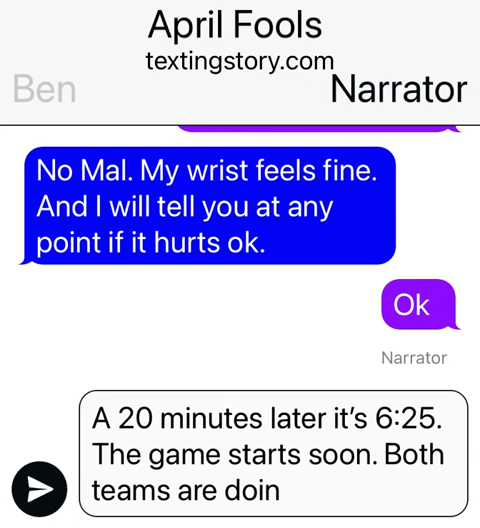 April Fools
textingstory.com
Ben
Narrator
No Mal. My wrist feels fine.
And I will tell you at any
point if it hurts ok.
Ok
Narrator
A 20 minutes later it’s 6:25.
The game starts soon. Both
teams are doin